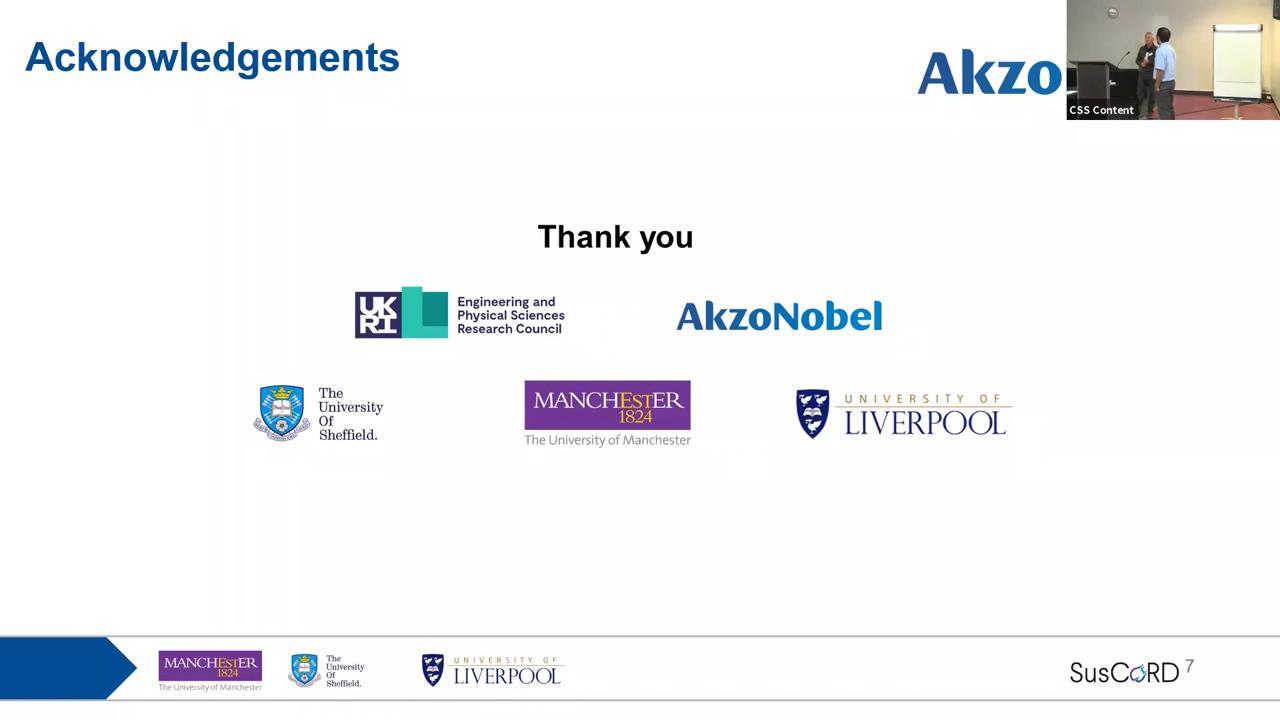 Acknowledgements
Akzo
CSS Content
Thank you
UK
RI
Engineering and
Physical Sciences
Research Council
AkzoNobel
The
University
Of
Sheffield.
MANCHESTER
1824
The University of Manchester
UNIVERSITY OF
LIVERPOOL
MANCHESTER
1824
The University of Manchester
The
University
Of
Sheffield.
UNIVERSITY OF
LIVERPOOL
SusCoRD
7